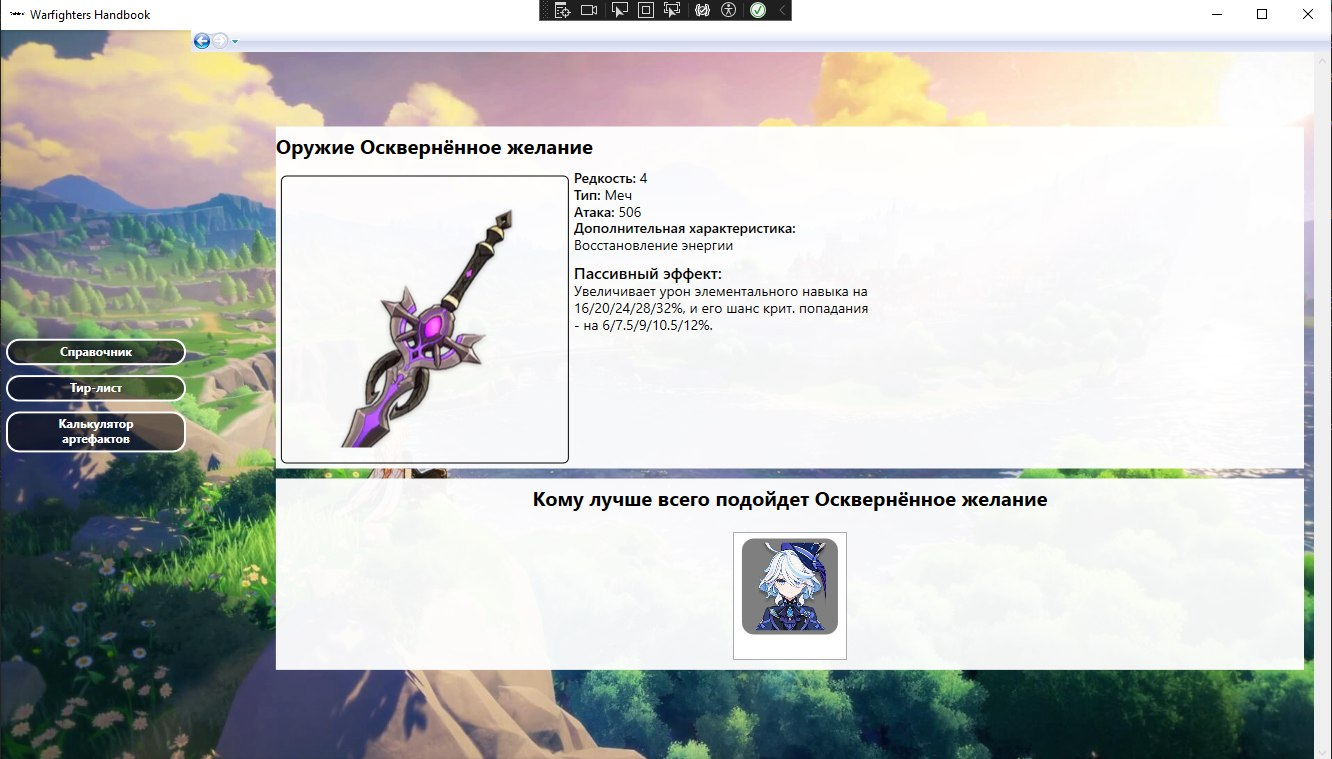 Warfighters Handbook
Оружие Осквернённое желание
Редкость: 4
Тип: Меч
Атака: 506
Дополнительная характеристика:
Восстановление энергии
Пассивный эффект:
Увеличивает урон элементального навыка на
16/20/24/28/32%, и его шанс крит. попадания
- на 6/7.5/9/10.5/12%.
Справочник
Тир-лист
Калькулятор
артефактов
Кому лучше всего подойдет Осквернённое желание